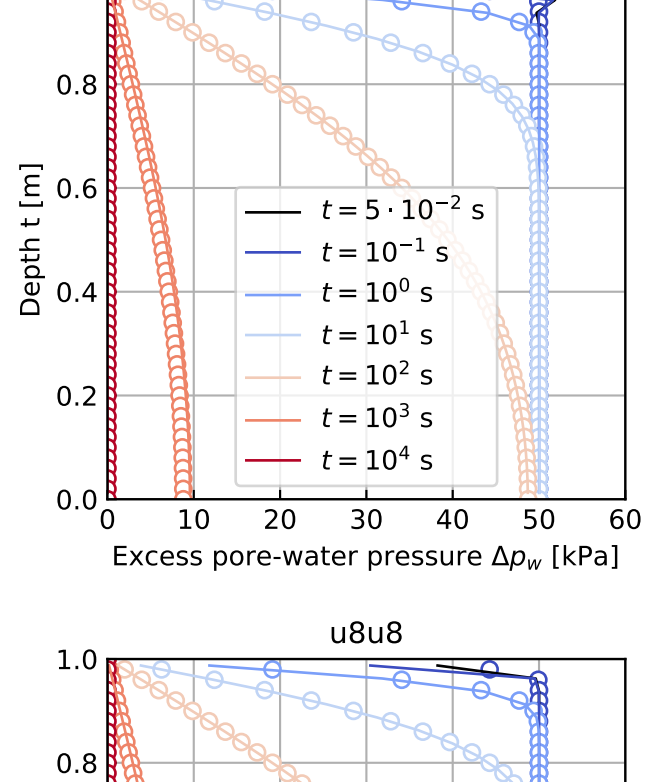 0.8
0.6
0.4
0.2
0.0
Depth t [m]
t = 5 · 10⁻² s
t = 10⁻¹ s
t = 10⁰ s
t = 10¹ s
t = 10² s
t = 10³ s
t = 10⁴ s
0 10 20 30 40 50 60
Excess pore-water pressure Δp_w [kPa]
u8u8
1.0
0.8